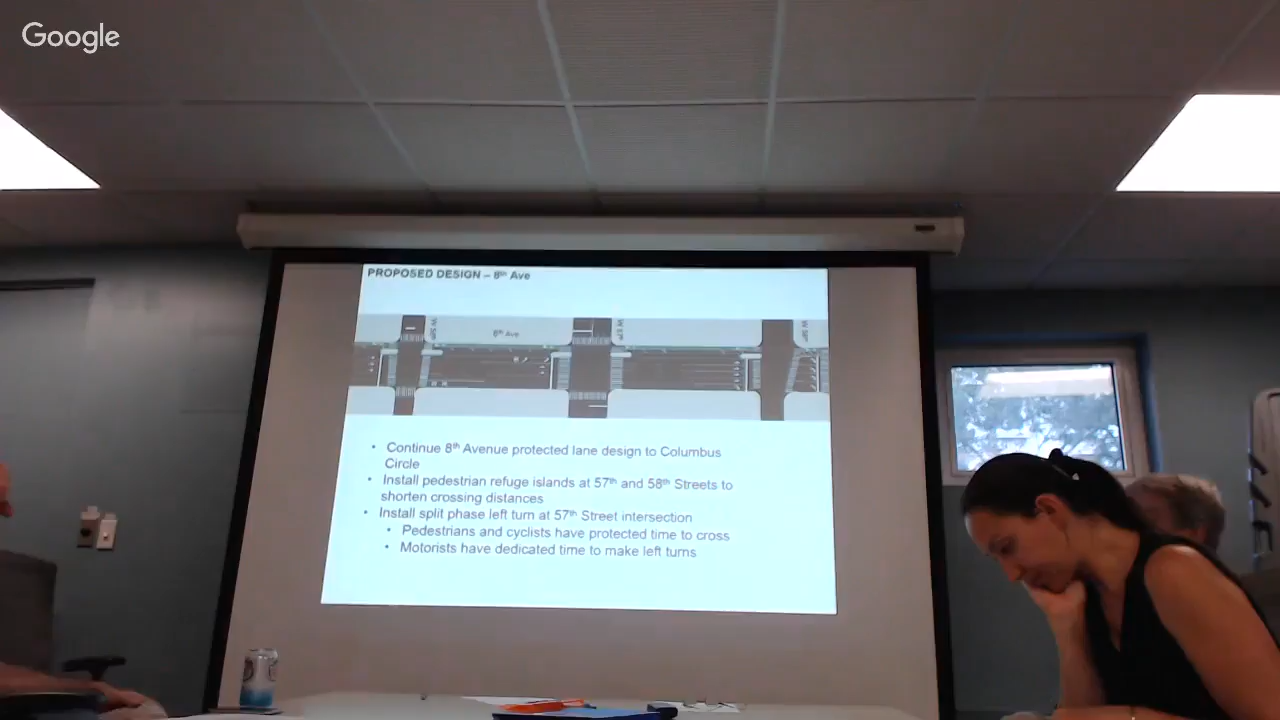 Google
PROPOSED DESIGN – 8th Ave
8th Ave
• Continue 8th Avenue protected lane design to Columbus
Circle
• Install pedestrian refuge islands at 57th and 58th Streets to
shorten crossing distances
• Install split phase left turn at 57th Street intersection
• Pedestrians and cyclists have protected time to cross
• Motorists have dedicated time to make left turns